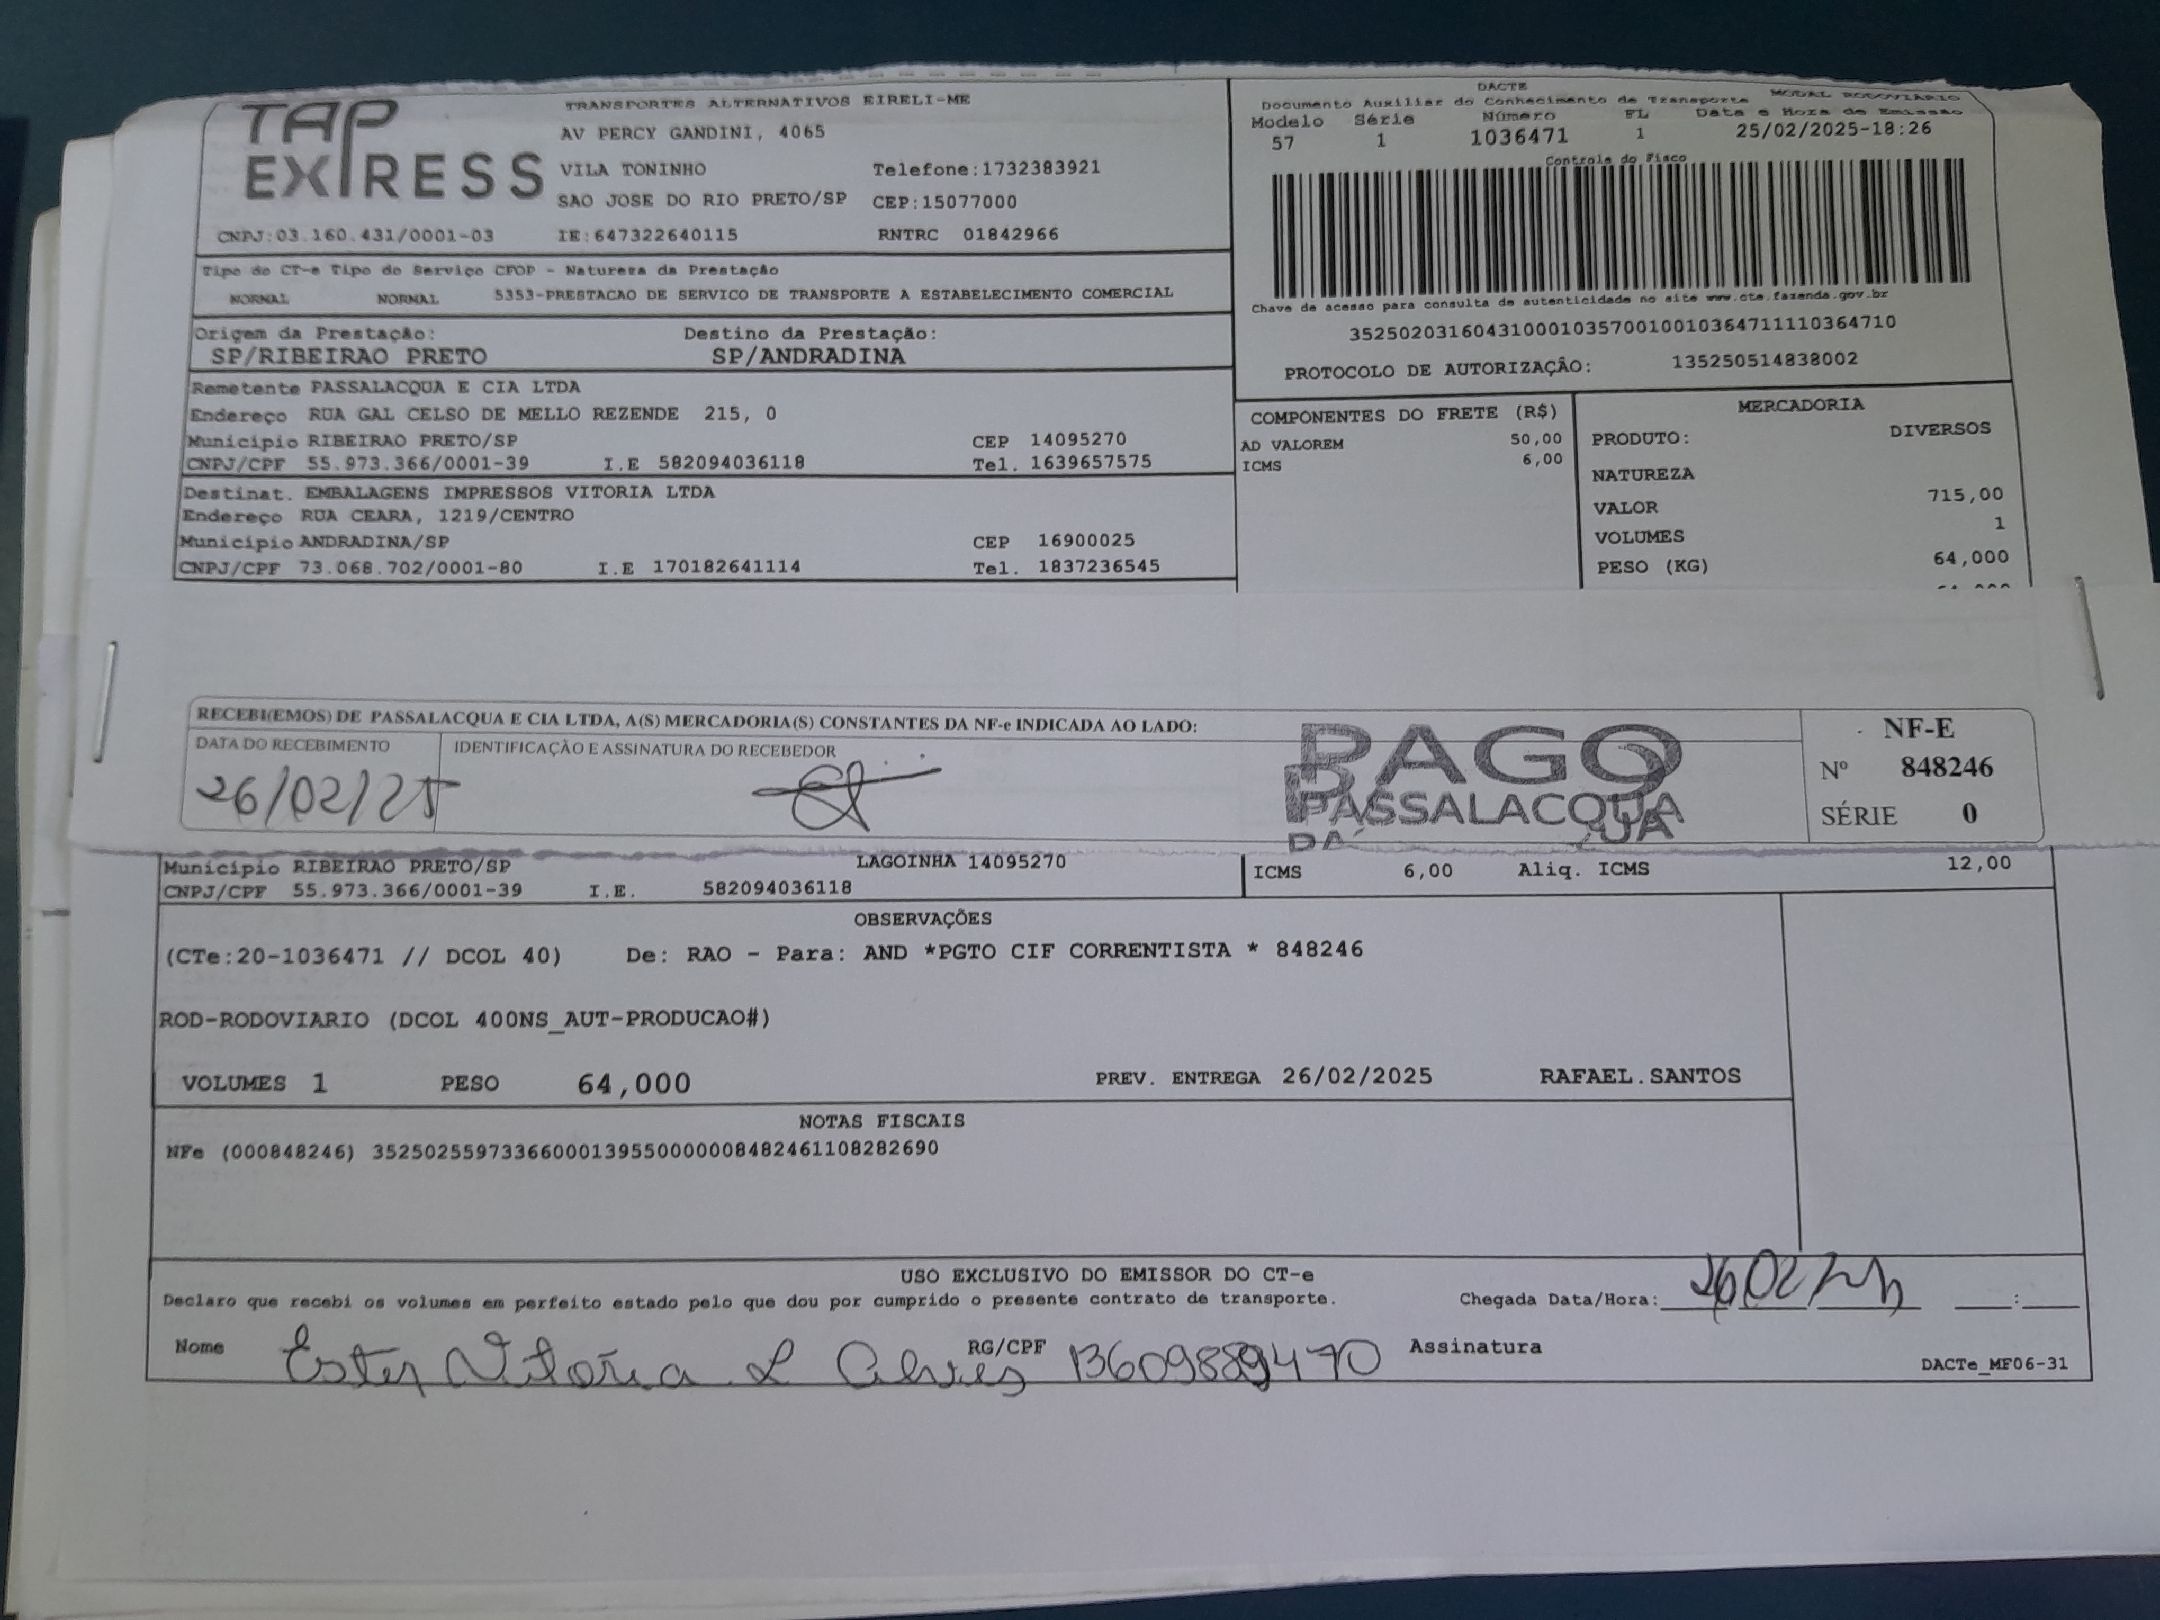 TAP EXPRESS
TRANSPORTES ALTERNATIVOS EIRELI-ME
AV PERCY GANDINI, 4065
VILA TONINHO Telefone:1732383921
SAO JOSE DO RIO PRETO/SP CEP:15077000
CNPJ:03.160.431/0001-03 IE:647322640115 RNTRC 01842966
DACTE
Documento Auxiliar do Conhecimento de Transporte MODAL RODOVIÁRIO
Modelo Série Número FL Data e Hora de Emissão
57 1 1036471 1 25/02/2025-18:26
Controle do Fisco
Chave de acesso para consulta de autenticidade no site www.cte.fazenda.gov.br
35250203160431000103570010010364711110364710
PROTOCOLO DE AUTORIZAÇÃO: 135250514838002
Tipo do CT-e Tipo do Serviço CFOP - Natureza da Prestação
NORMAL NORMAL 5353-PRESTACAO DE SERVICO DE TRANSPORTE A ESTABELECIMENTO COMERCIAL
Origem da Prestação: Destino da Prestação:
SP/RIBEIRAO PRETO SP/ANDRADINA
Remetente PASSALACQUA E CIA LTDA
Endereço RUA GAL CELSO DE MELLO REZENDE 215, 0
Município RIBEIRAO PRETO/SP CEP 14095270
CNPJ/CPF 55.973.366/0001-39 I.E 582094036118 Tel. 1639657575
Destinat. EMBALAGENS IMPRESSOS VITORIA LTDA
Endereço RUA CEARA, 1219/CENTRO
Município ANDRADINA/SP CEP 16900025
CNPJ/CPF 73.068.702/0001-80 I.E 170182641114 Tel. 1837236545
COMPONENTES DO FRETE (R$)
AD VALOREM 50,00
ICMS 6,00
MERCADORIA
PRODUTO: DIVERSOS
NATUREZA
VALOR 715,00
VOLUMES 1
PESO (KG) 64,000
RECEBI(EMOS) DE PASSALACQUA E CIA LTDA, A(S) MERCADORIA(S) CONSTANTES DA NF-e INDICADA AO LADO:
DATA DO RECEBIMENTO IDENTIFICAÇÃO E ASSINATURA DO RECEBEDOR
26/02/25
PAGO
PASSALACQUA
NF-E
Nº 848246
SÉRIE 0
Município RIBEIRAO PRETO/SP LAGOINHA 14095270
CNPJ/CPF 55.973.366/0001-39 I.E. 582094036118
ICMS 6,00 Aliq. ICMS 12,00
OBSERVAÇÕES
(CTe:20-1036471 // DCOL 40) De: RAO - Para: AND *PGTO CIF CORRENTISTA * 848246
ROD-RODOVIARIO (DCOL 400NS_AUT-PRODUCAO#)
VOLUMES 1 PESO 64,000 PREV. ENTREGA 26/02/2025 RAFAEL.SANTOS
NOTAS FISCAIS
NFe (000848246) 35250255973366000139550000008482461108282690
USO EXCLUSIVO DO EMISSOR DO CT-e
Declaro que recebi os volumes em perfeito estado pelo que dou por cumprido o presente contrato de transporte. Chegada Data/Hora: 26 02
Nome Ester Vitoria L Alves RG/CPF Assinatura
DACTe_MF06-31